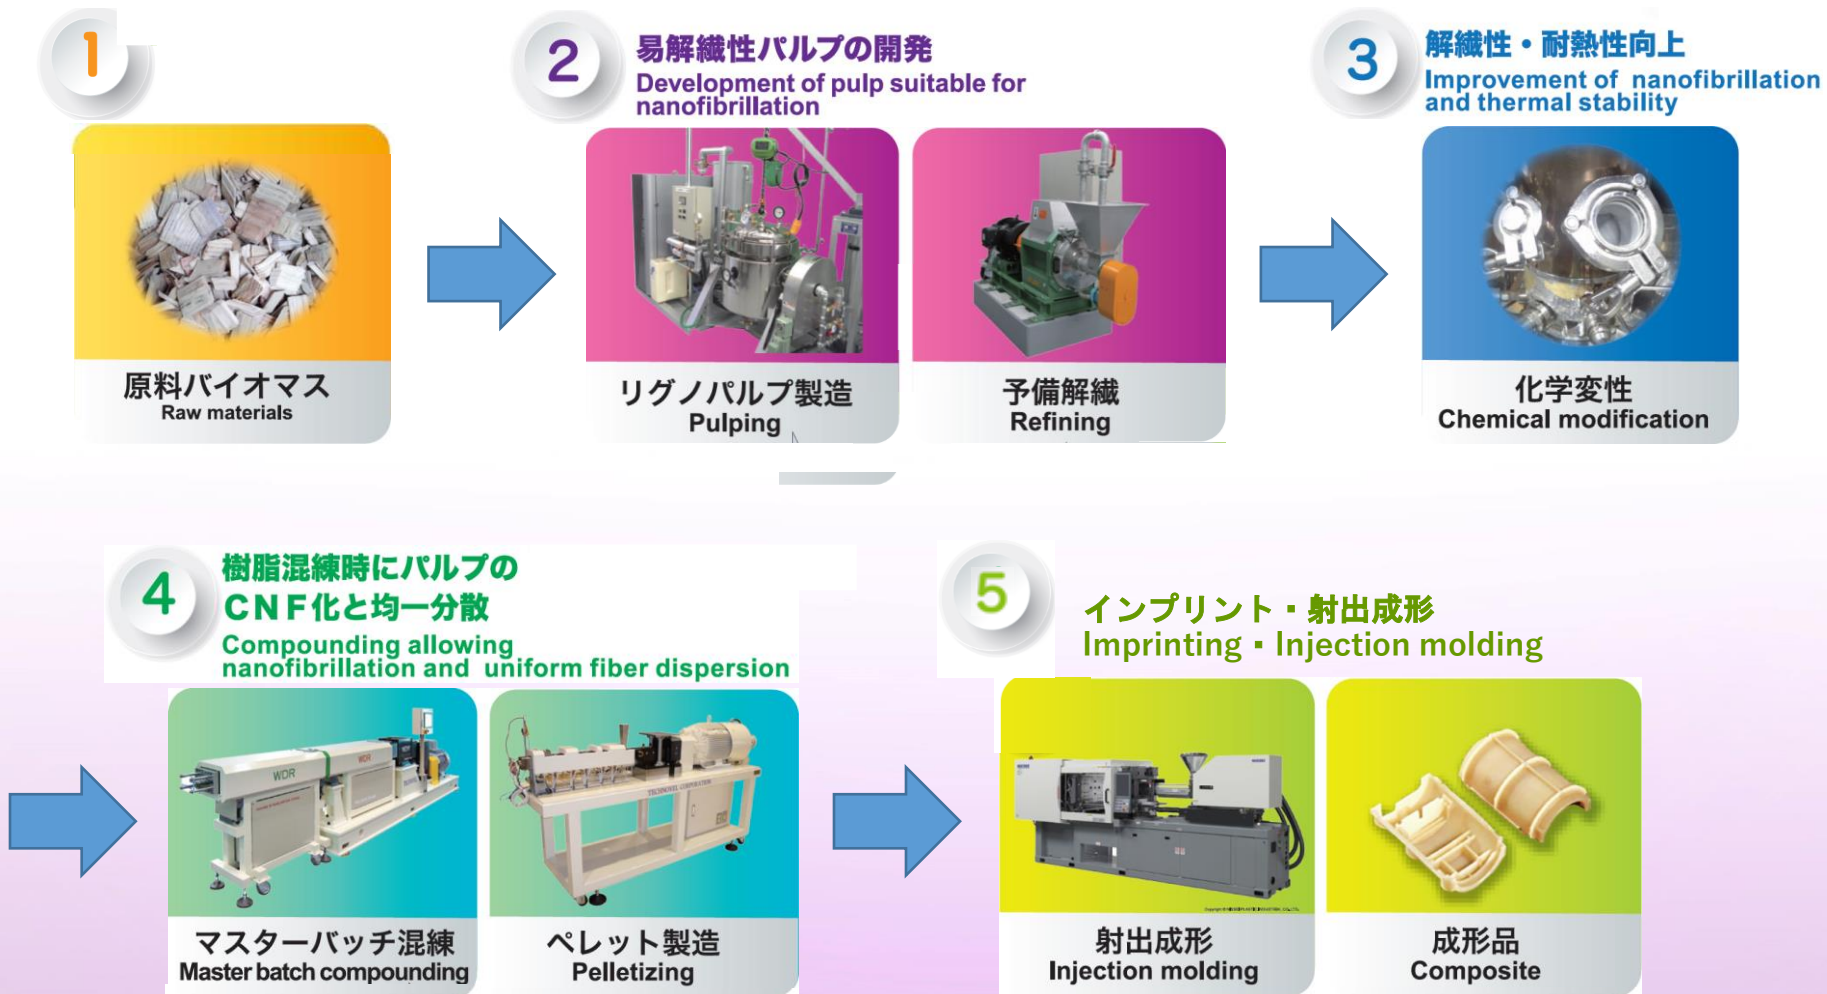 1
2
易解繊性パルプの開発
Development of pulp suitable for
nanofibrillation
3
解繊性・耐熱性向上
Improvement of nanofibrillation
and thermal stability
原料バイオマス
Raw materials
リグノパルプ製造
Pulping
予備解繊
Refining
化学変性
Chemical modification
4
樹脂混練時にパルプの
CNF化と均一分散
Compounding allowing
nanofibrillation and uniform fiber dispersion
5
インプリント・射出成形
Imprinting・Injection molding
WDR
WDR
TECHNOVEL CORPORATION
マスターバッチ混練
Master batch compounding
ペレット製造
Pelletizing
射出成形
Injection molding
成形品
Composite